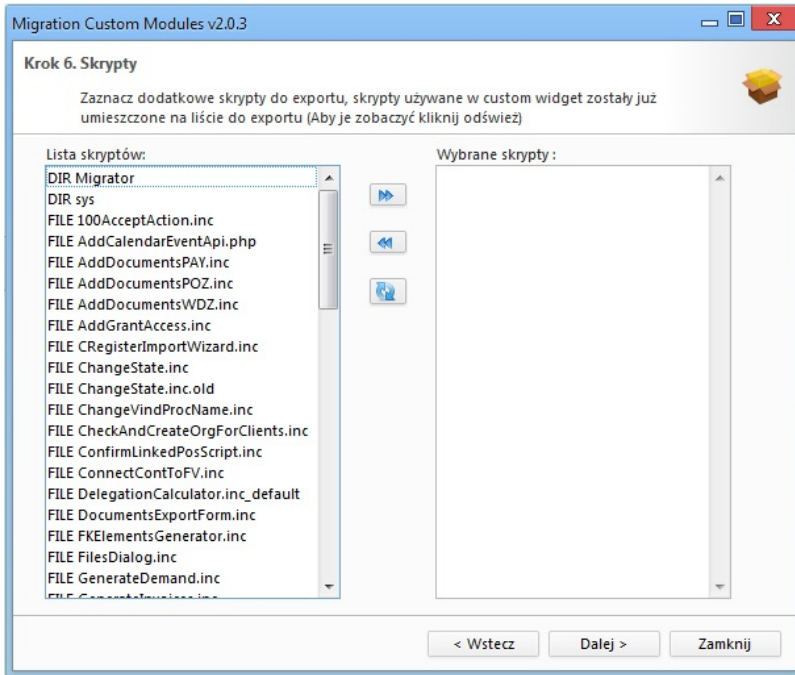 Migration Custom Modules v2.0.3
Krok 6. Skrypty
Zaznacz dodatkowe skrypty do exportu, skrypty używane w custom widget zostały już
umieszczone na liście do exportu (Aby je zobaczyć kliknij odśwież)
Lista skryptów:
Wybrane skrypty :
DIR Migrator
DIR sys
FILE 100AcceptAction.inc
FILE AddCalendarEventApi.php
FILE AddDocumentsPAY.inc
FILE AddDocumentsPOZ.inc
FILE AddDocumentsWDZ.inc
FILE AddGrantAccess.inc
FILE CRegisterImportWizard.inc
FILE ChangeState.inc
FILE ChangeState.inc.old
FILE ChangeVindProcName.inc
FILE CheckAndCreateOrgForClients.inc
FILE ConfirmLinkedPosScript.inc
FILE ConnectContToFV.inc
FILE DelegationCalculator.inc_default
FILE DocumentsExportForm.inc
FILE FKElementsGenerator.inc
FILE FilesDialog.inc
FILE GenerateDemand.inc
FILE GenerateInvoices.inc
< Wstecz
Dalej >
Zamknij